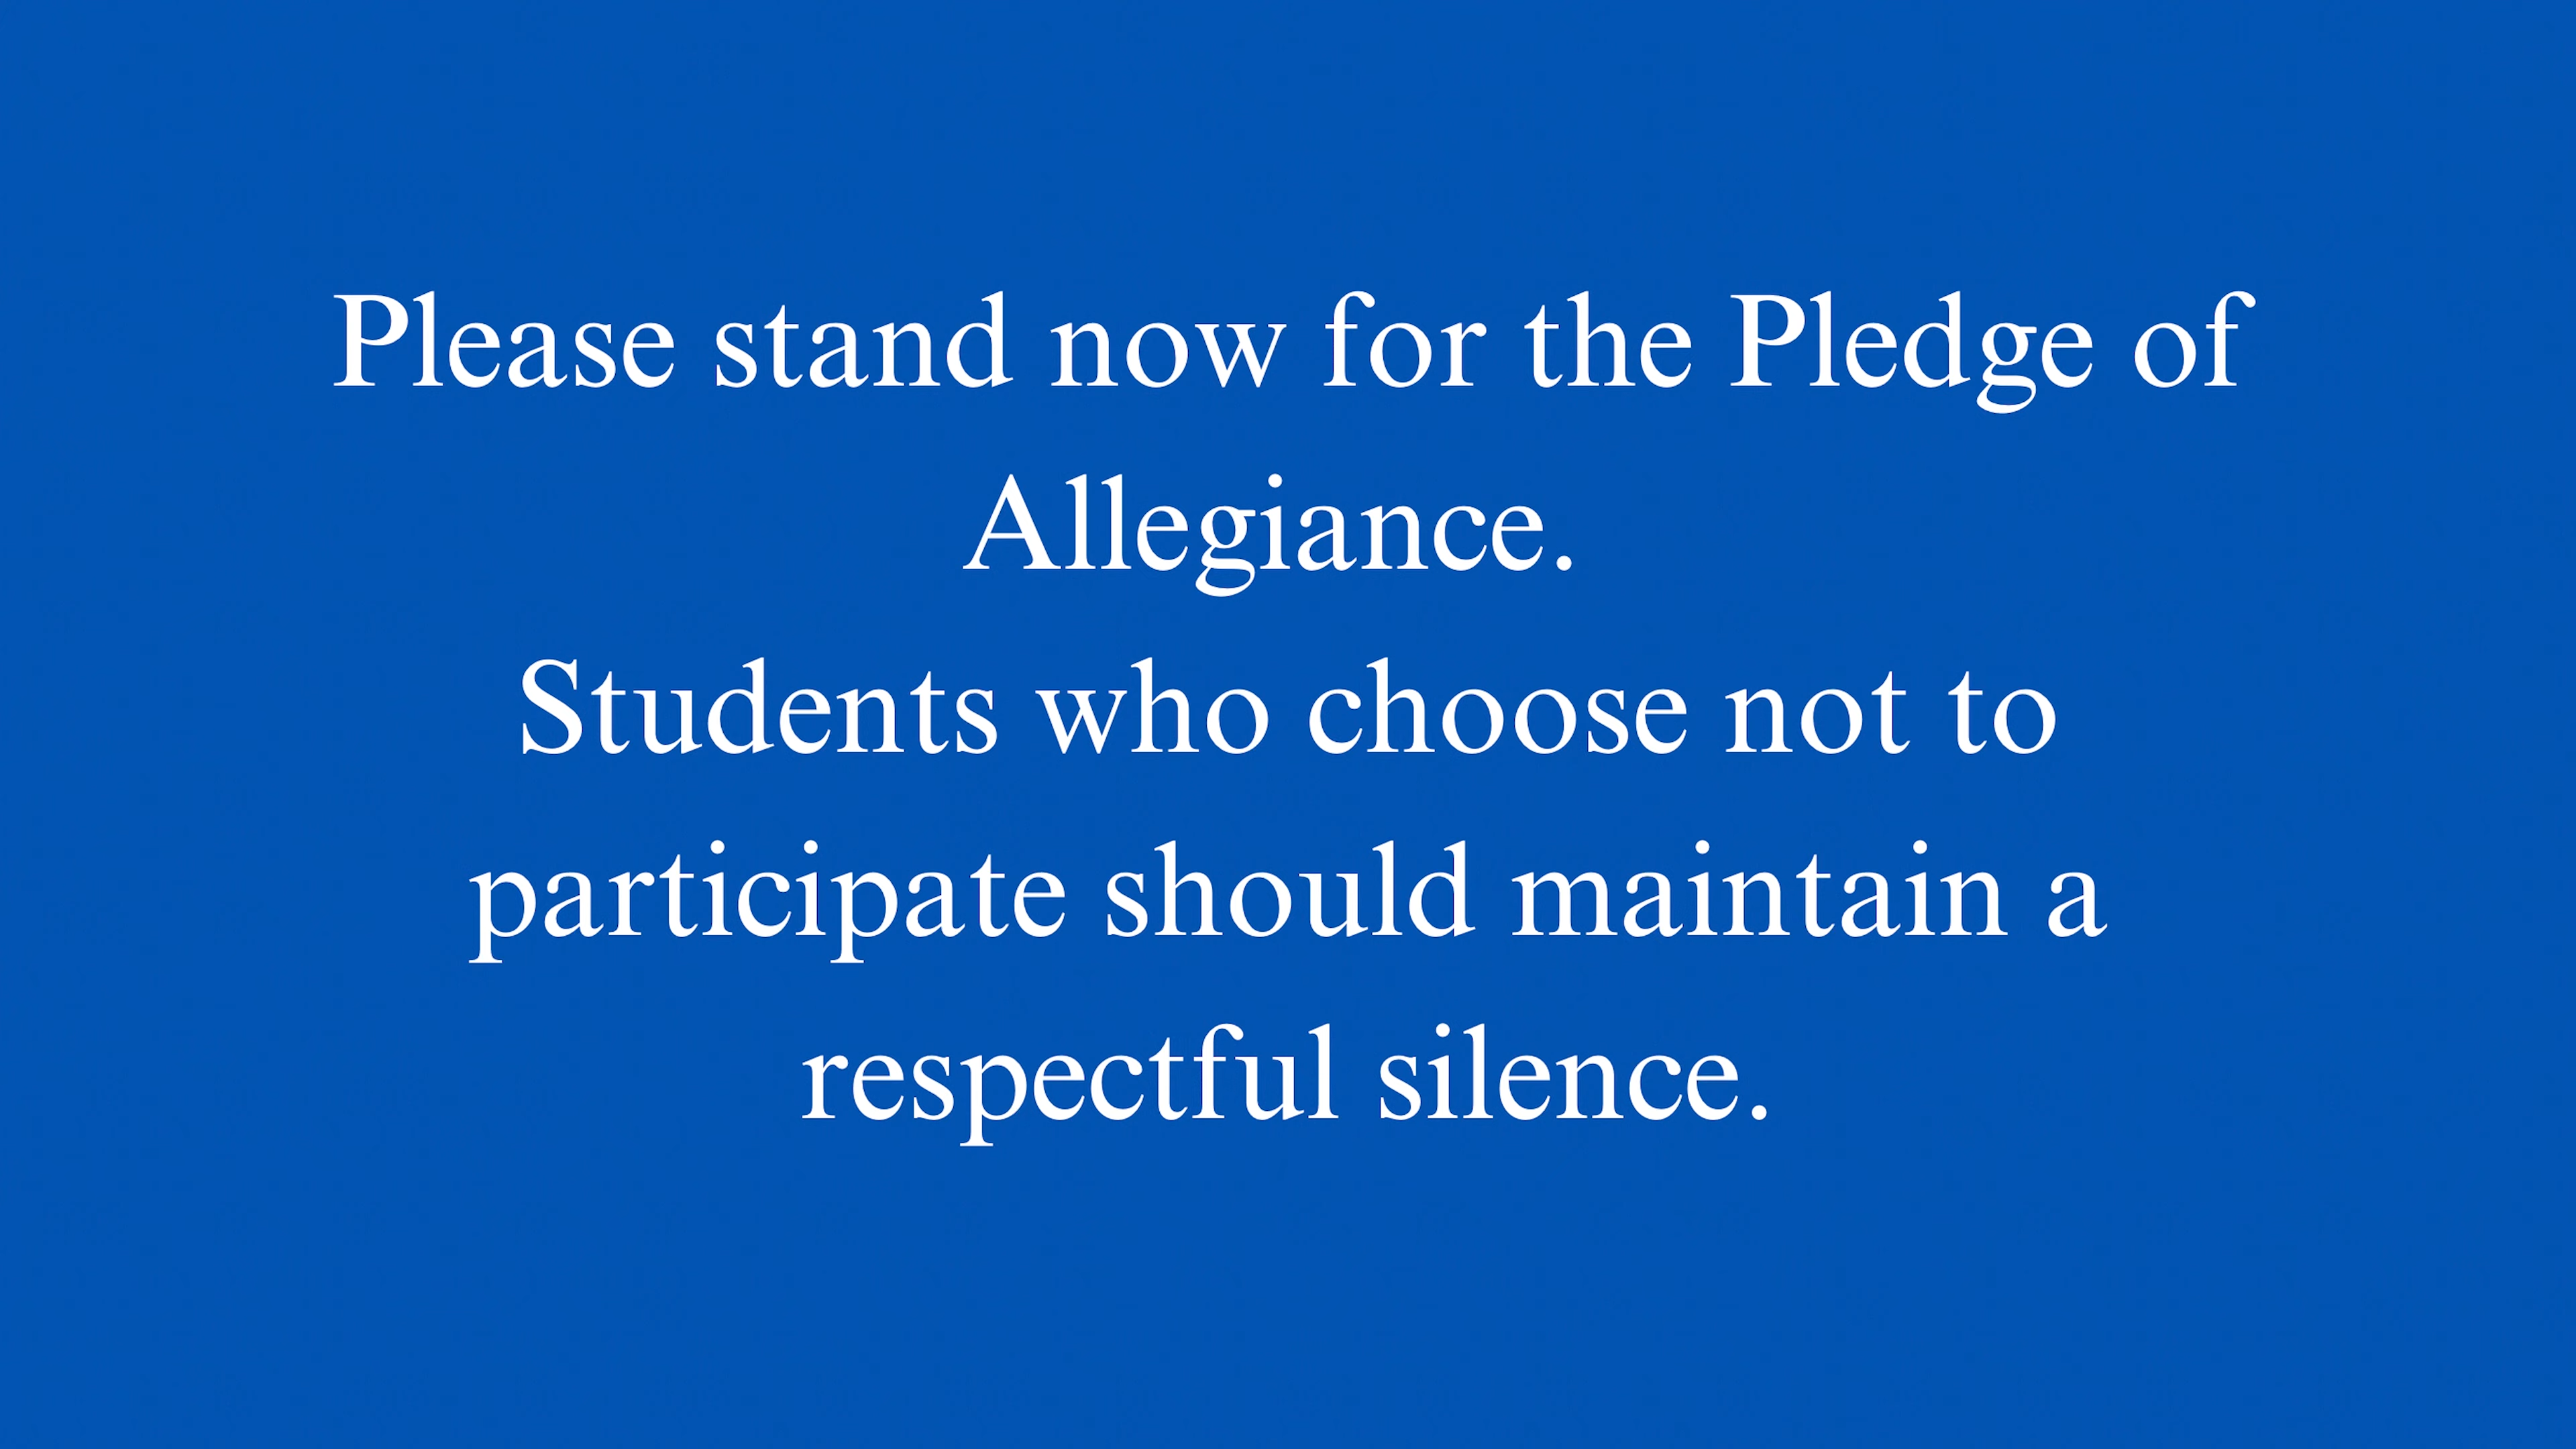 Please stand now for the Pledge of
Allegiance.
Students who choose not to
participate should maintain a
respectful silence.